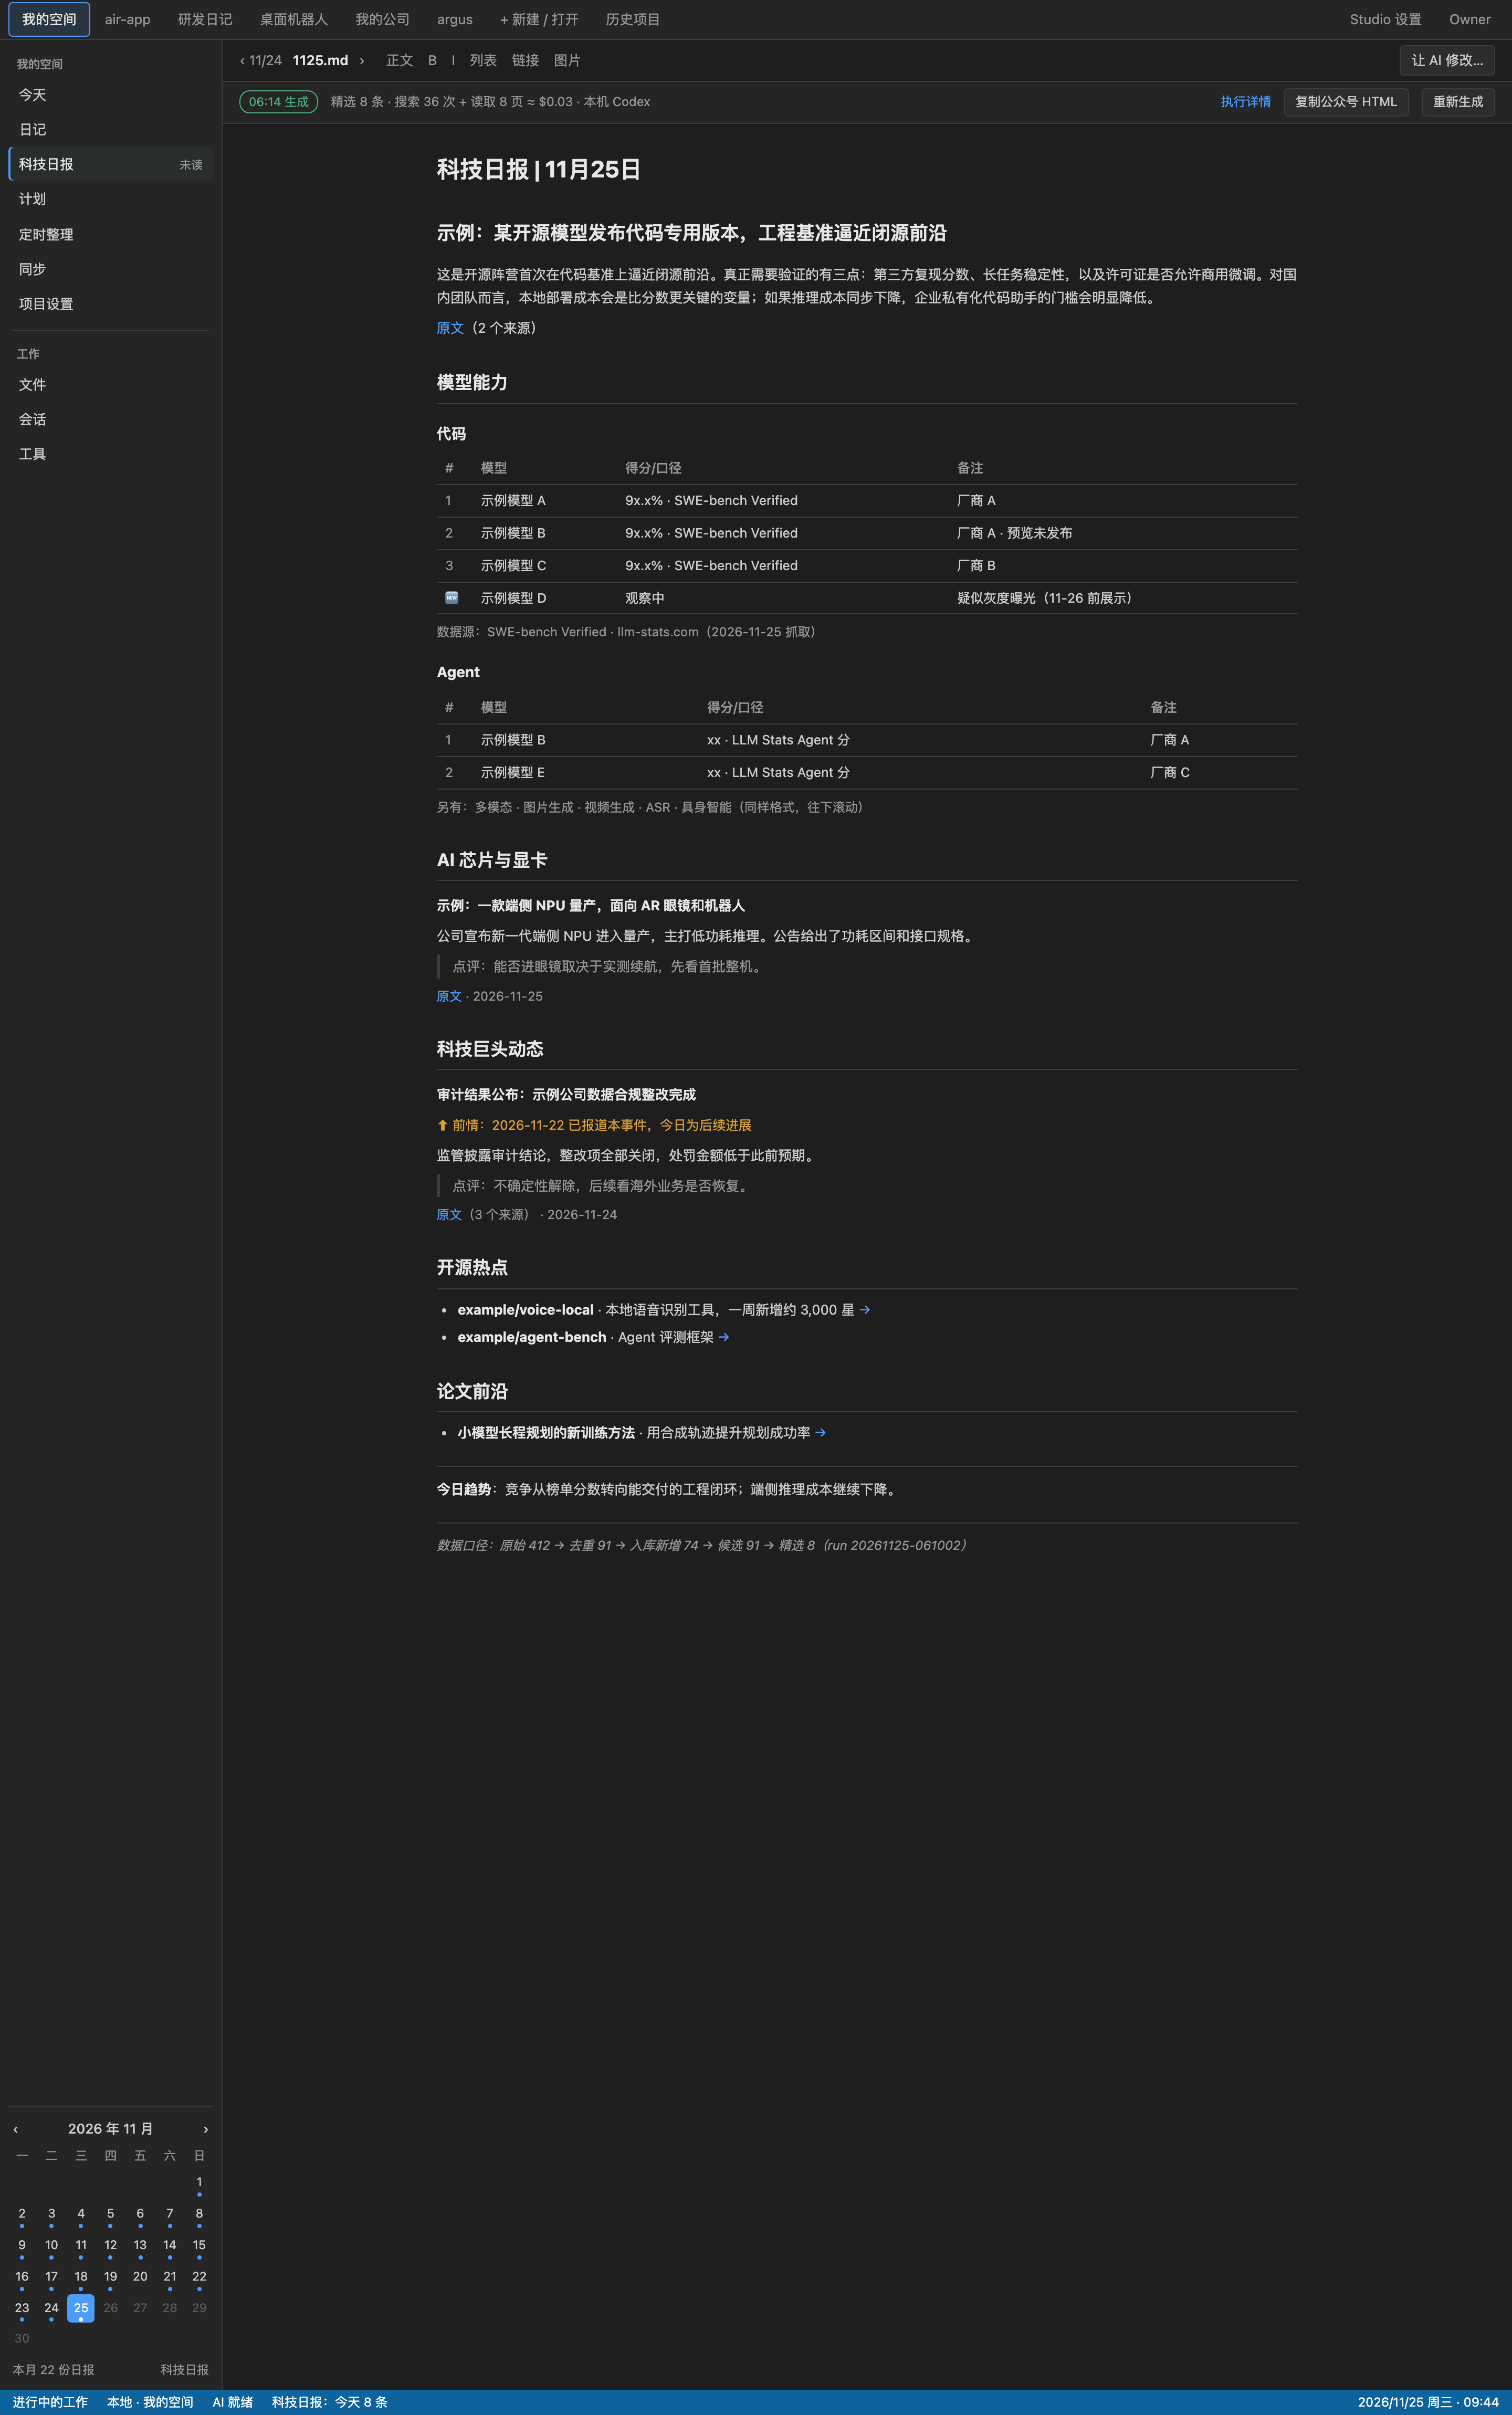 我的空间 air-app 研发日记 桌面机器人 我的公司 argus + 新建 / 打开 历史项目 Studio 设置 Owner
我的空间
今天
日记
科技日报 未读
计划
定时整理
同步
项目设置
工作
文件
会话
工具
‹ 11/24 1125.md › 正文 B I 列表 链接 图片 让 AI 修改...
06:14 生成 精选 8 条 · 搜索 36 次 + 读取 8 页 ≈ $0.03 · 本机 Codex 执行详情 复制公众号 HTML 重新生成
科技日报 | 11月25日
示例：某开源模型发布代码专用版本，工程基准逼近闭源前沿
这是开源阵营首次在代码基准上逼近闭源前沿。真正需要验证的有三点：第三方复现分数、长任务稳定性，以及许可证是否允许商用微调。对国
内团队而言，本地部署成本会是比分数更关键的变量；如果推理成本同步下降，企业私有化代码助手的门槛会明显降低。
原文（2 个来源）
模型能力
代码
# 模型 得分/口径 备注
1 示例模型 A 9x.x% · SWE-bench Verified 厂商 A
2 示例模型 B 9x.x% · SWE-bench Verified 厂商 A · 预览未发布
3 示例模型 C 9x.x% · SWE-bench Verified 厂商 B
🆕 示例模型 D 观察中 疑似灰度曝光（11-26 前展示）
数据源：SWE-bench Verified · llm-stats.com（2026-11-25 抓取）
Agent
# 模型 得分/口径 备注
1 示例模型 B xx · LLM Stats Agent 分 厂商 A
2 示例模型 E xx · LLM Stats Agent 分 厂商 C
另有：多模态 · 图片生成 · 视频生成 · ASR · 具身智能（同样格式，往下滚动）
AI 芯片与显卡
示例：一款端侧 NPU 量产，面向 AR 眼镜和机器人
公司宣布新一代端侧 NPU 进入量产，主打低功耗推理。公告给出了功耗区间和接口规格。
点评：能否进眼镜取决于实测续航，先看首批整机。
原文 · 2026-11-25
科技巨头动态
审计结果公布：示例公司数据合规整改完成
⬆ 前情：2026-11-22 已报道本事件，今日为后续进展
监管披露审计结论，整改项全部关闭，处罚金额低于此前预期。
点评：不确定性解除，后续看海外业务是否恢复。
原文（3 个来源） · 2026-11-24
开源热点
• example/voice-local · 本地语音识别工具，一周新增约 3,000 星 →
• example/agent-bench · Agent 评测框架 →
论文前沿
• 小模型长程规划的新训练方法 · 用合成轨迹提升规划成功率 →
今日趋势：竞争从榜单分数转向能交付的工程闭环；端侧推理成本继续下降。
数据口径：原始 412 → 去重 91 → 入库新增 74 → 候选 91 → 精选 8（run 20261125-061002）
‹ 2026 年 11 月 ›
一 二 三 四 五 六 日
1
2 3 4 5 6 7 8
9 10 11 12 13 14 15
16 17 18 19 20 21 22
23 24 25 26 27 28 29
30
本月 22 份日报 科技日报
进行中的工作 本地 · 我的空间 AI 就绪 科技日报：今天 8 条 2026/11/25 周三 · 09:44